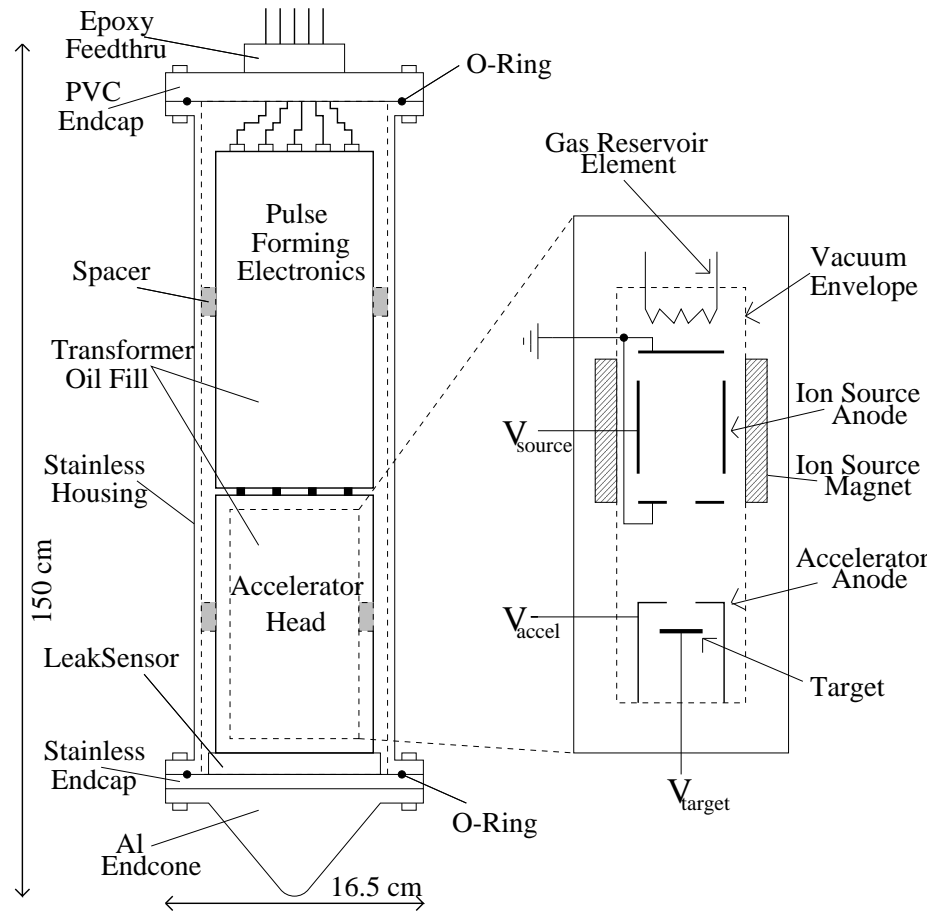 Epoxy
Feedthru
O-Ring
PVC
Endcap
Gas Reservoir
Element
Pulse
Forming
Electronics
Spacer
Vacuum
Envelope
Transformer
Oil Fill
Ion Source
Anode
V source
Stainless
Housing
Ion Source
Magnet
150 cm
Accelerator
Head
Accelerator
Anode
V accel
LeakSensor
Target
Stainless
Endcap
V target
O-Ring
Al
Endcone
16.5 cm